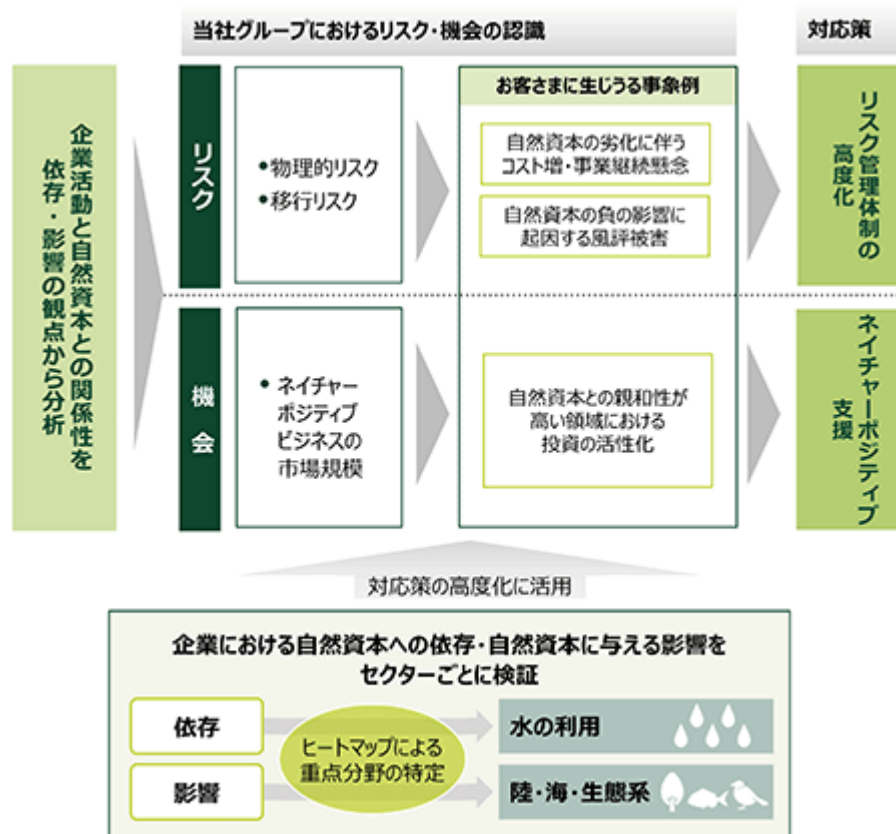 当社グループにおけるリスク・機会の認識
対応策
企業活動と自然資本との関係性を
依存・影響の観点から分析
リスク
•物理的リスク
•移行リスク
お客さまに生じうる事象例
自然資本の劣化に伴う
コスト増・事業継続懸念
自然資本の負の影響に
起因する風評被害
リスク管理体制の
高度化
機会
• ネイチャー
ポジティブ
ビジネスの
市場規模
自然資本との親和性が
高い領域における
投資の活性化
ネイチャーポジティブ
支援
対応策の高度化に活用
企業における自然資本への依存・自然資本に与える影響を
セクターごとに検証
依存
ヒートマップによる
重点分野の特定
水の利用
影響
陸・海・生態系